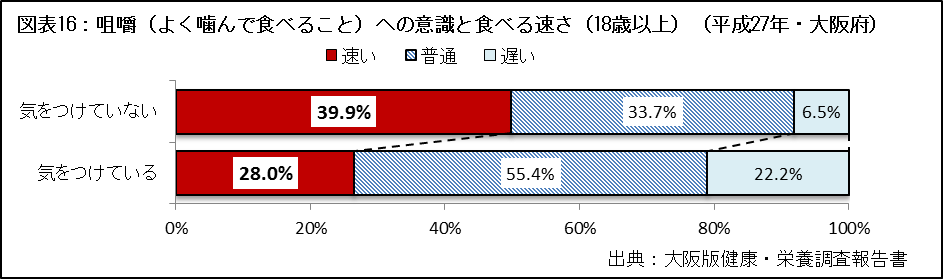 図表16：咀嚼（よく噛んで食べること）への意識と食べる速さ（18歳以上）（平成27年・大阪府）
速い 普通 遅い
気をつけていない 39.9% 33.7% 6.5%
気をつけている 28.0% 55.4% 22.2%
0% 20% 40% 60% 80% 100%
出典：大阪版健康・栄養調査報告書